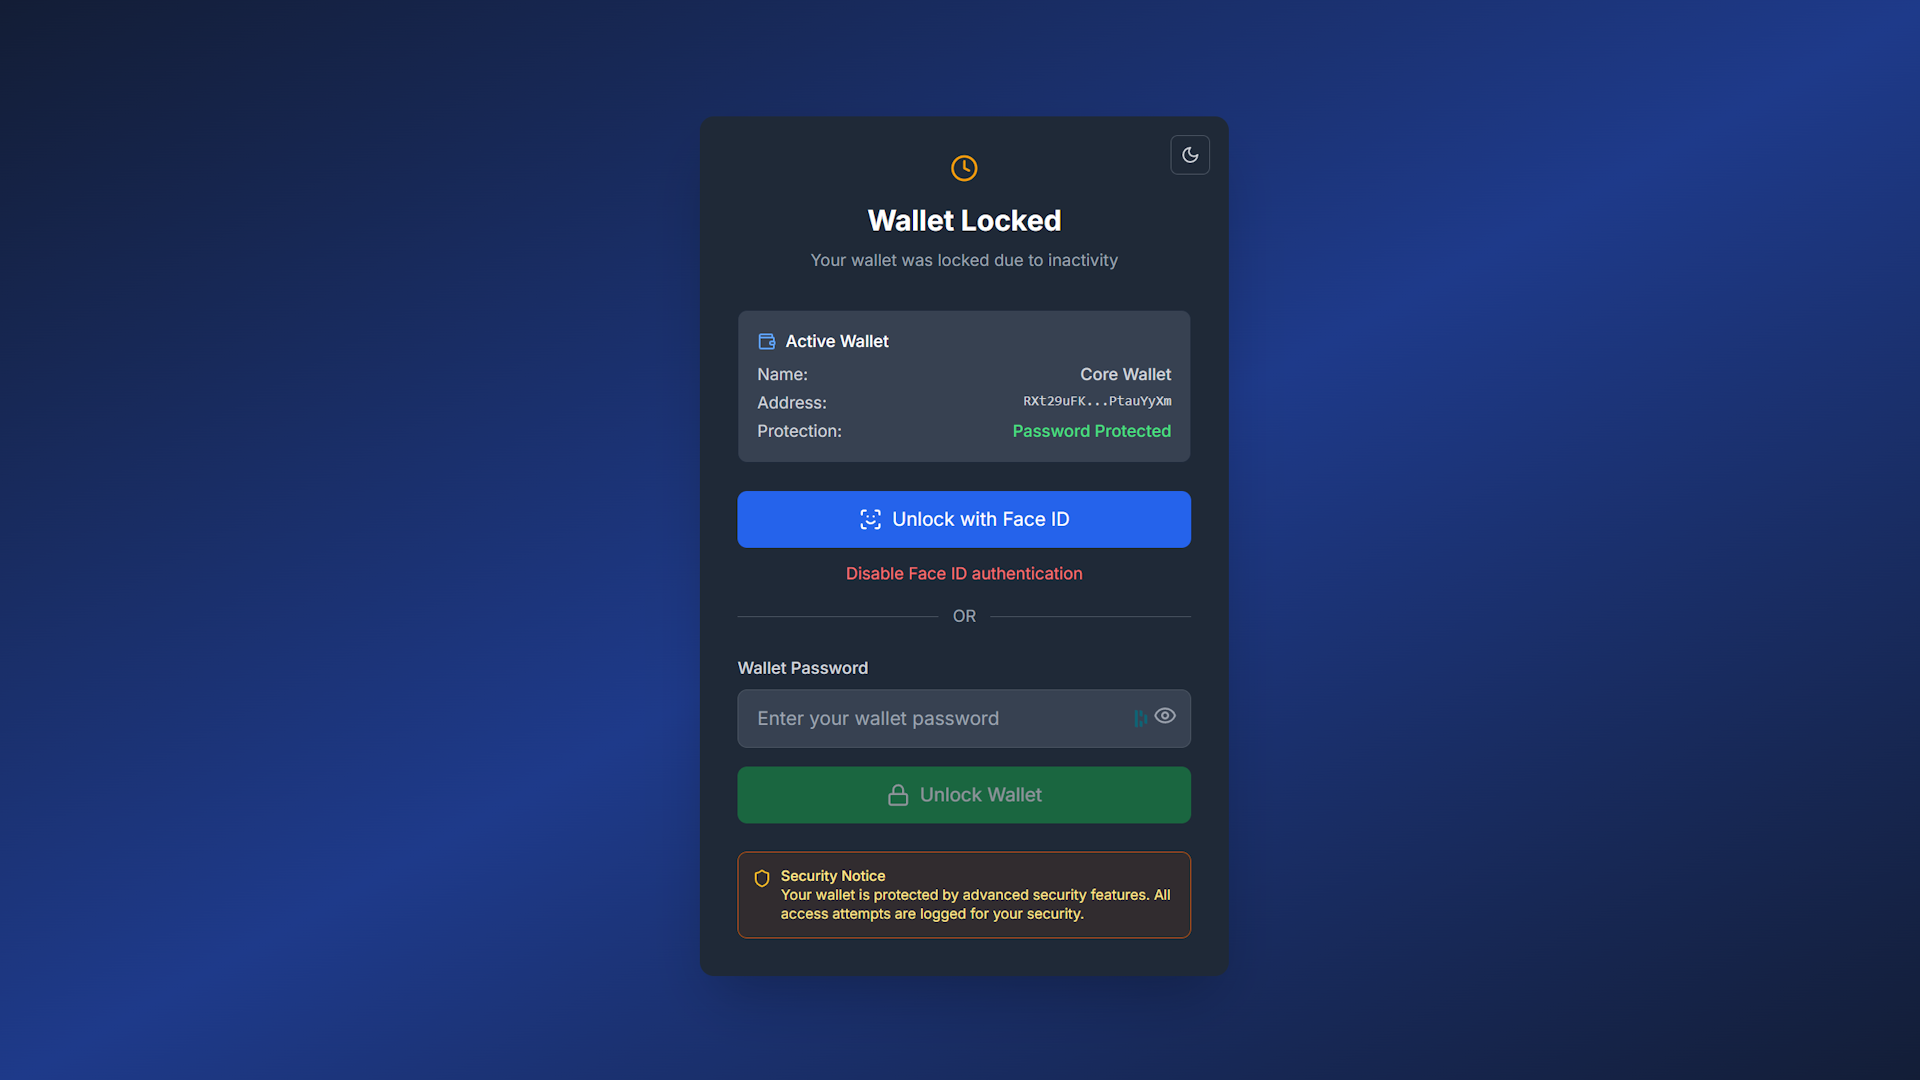 Wallet Locked
Your wallet was locked due to inactivity
Active Wallet
Name: Core Wallet
Address: RXt29uFK...PtauYyXm
Protection: Password Protected
Unlock with Face ID
Disable Face ID authentication
OR
Wallet Password
Enter your wallet password
Unlock Wallet
Security Notice
Your wallet is protected by advanced security features. All
access attempts are logged for your security.